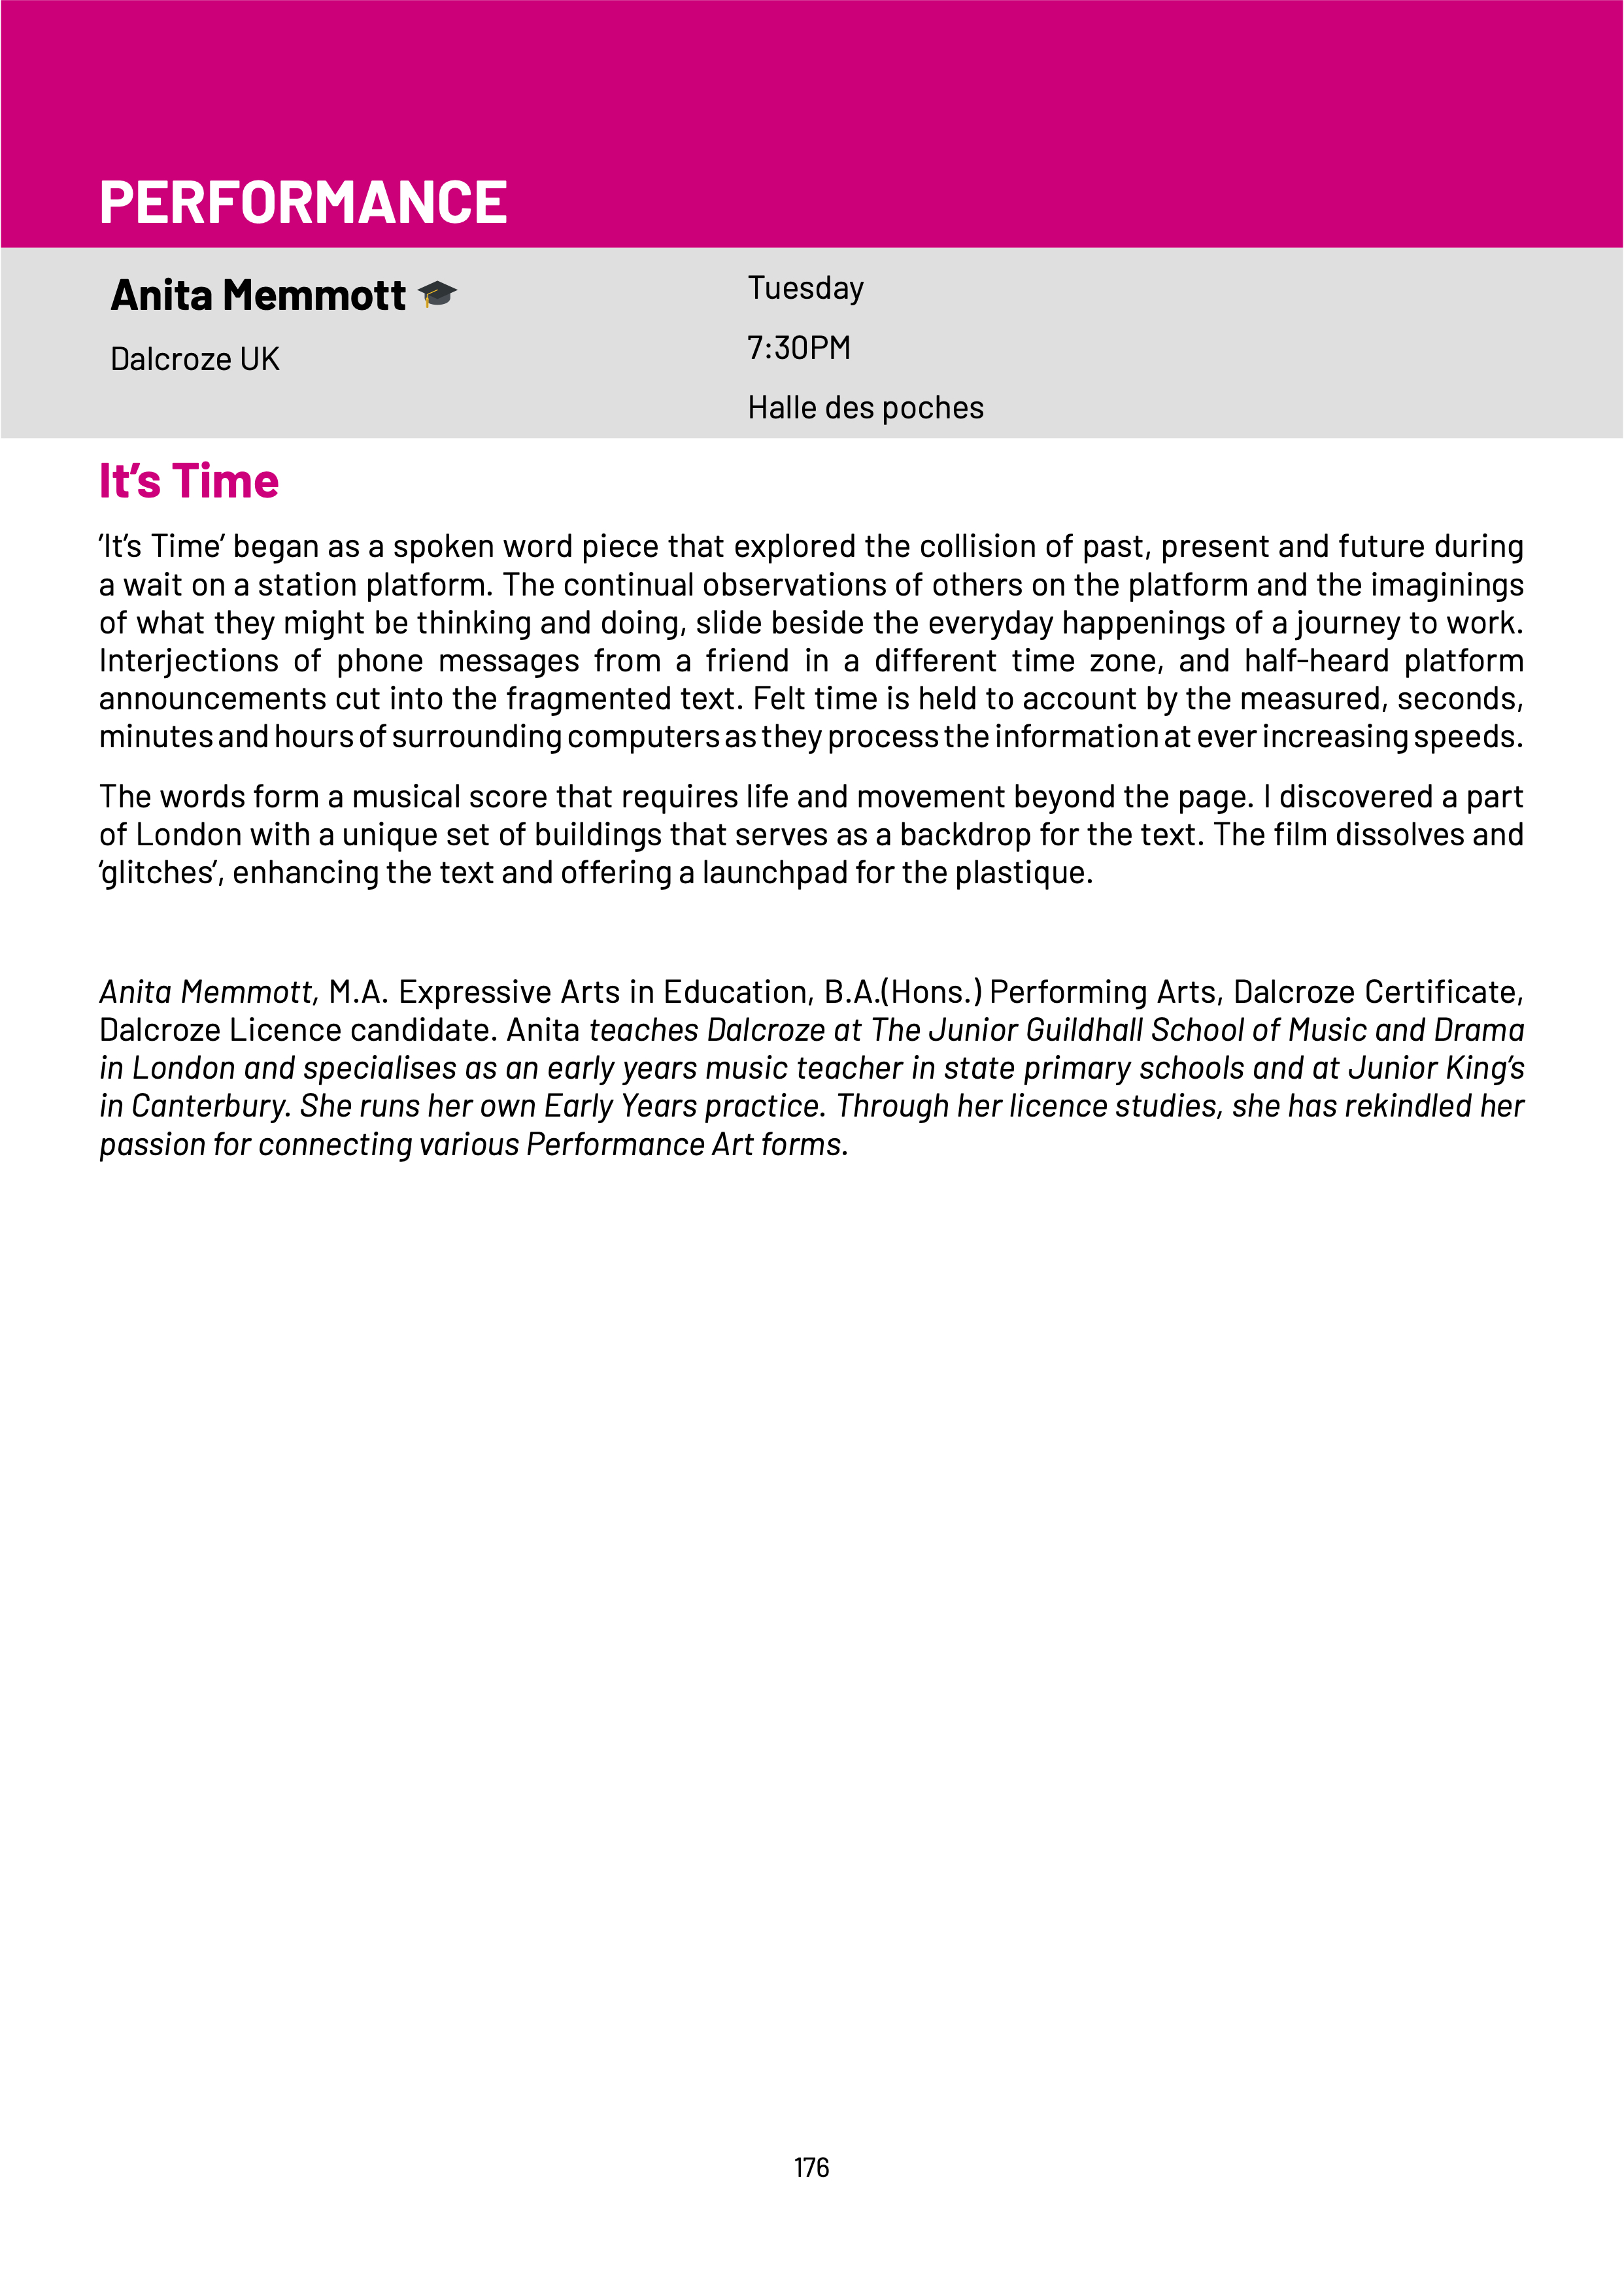 PERFORMANCE
Anita Memmott
Dalcroze UK
Tuesday
7:30PM
Halle des poches
It’s Time
’It’s Time’ began as a spoken word piece that explored the collision of past, present and future during
a wait on a station platform. The continual observations of others on the platform and the imaginings
of what they might be thinking and doing, slide beside the everyday happenings of a journey to work.
Interjections of phone messages from a friend in a different time zone, and half-heard platform
announcements cut into the fragmented text. Felt time is held to account by the measured, seconds,
minutes and hours of surrounding computers as they process the information at ever increasing speeds.
The words form a musical score that requires life and movement beyond the page. I discovered a part
of London with a unique set of buildings that serves as a backdrop for the text. The film dissolves and
‘glitches’, enhancing the text and offering a launchpad for the plastique.
Anita Memmott, M.A. Expressive Arts in Education, B.A.(Hons.) Performing Arts, Dalcroze Certificate,
Dalcroze Licence candidate. Anita teaches Dalcroze at The Junior Guildhall School of Music and Drama
in London and specialises as an early years music teacher in state primary schools and at Junior King’s
in Canterbury. She runs her own Early Years practice. Through her licence studies, she has rekindled her
passion for connecting various Performance Art forms.
176